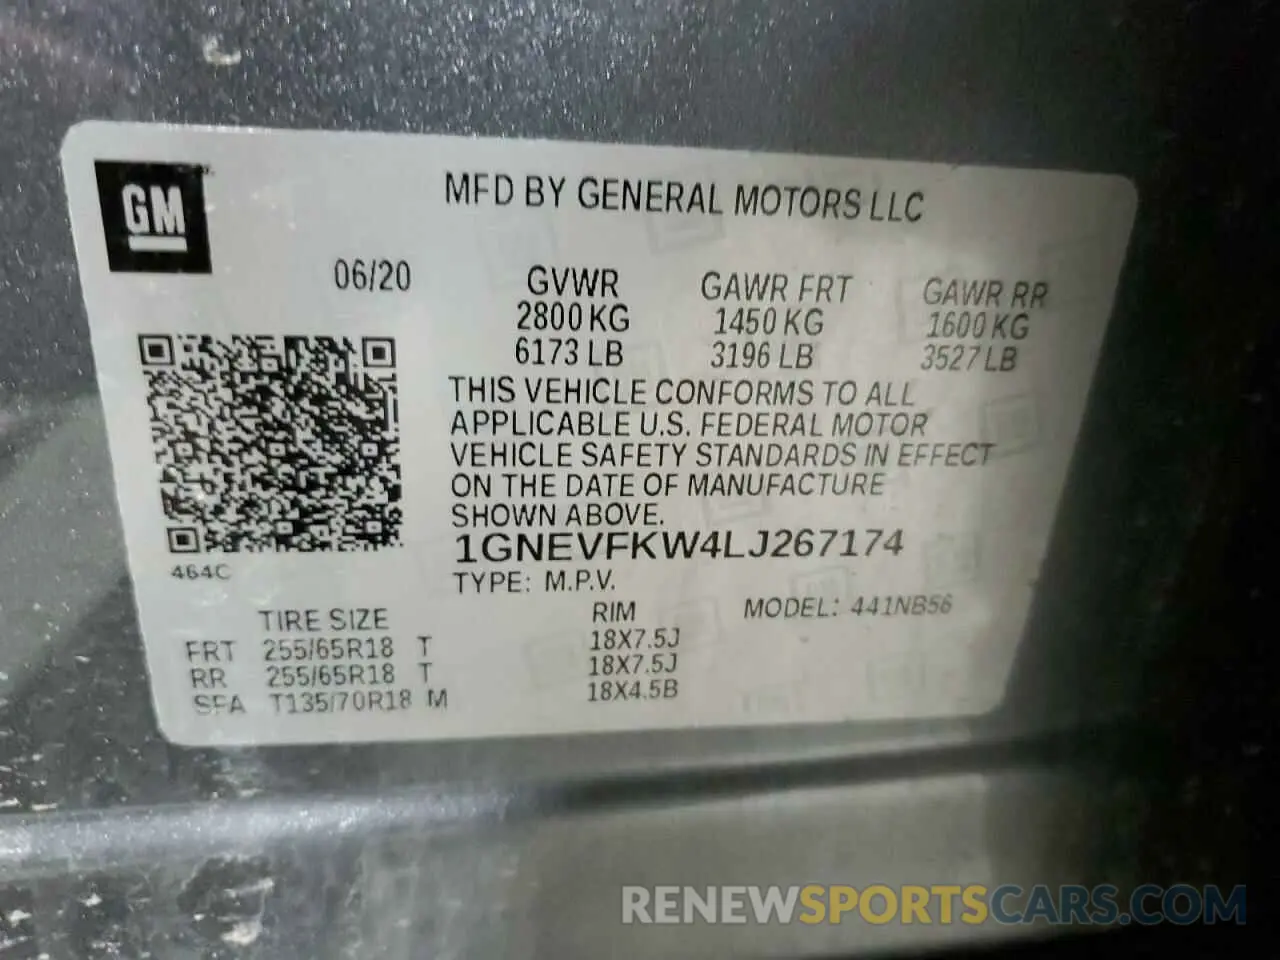 GM
MFD BY GENERAL MOTORS LLC
06/20
GVWR GAWR FRT GAWR RR
2800 KG 1450 KG 1600 KG
6173 LB 3196 LB 3527 LB
THIS VEHICLE CONFORMS TO ALL
APPLICABLE U.S. FEDERAL MOTOR
VEHICLE SAFETY STANDARDS IN EFFECT
ON THE DATE OF MANUFACTURE
SHOWN ABOVE.
1GNEVFKW4LJ267174
464C
TYPE: M.P.V.
TIRE SIZE RIM MODEL: 441NB56
FRT 255/65R18 T 18X7.5J
RR 255/65R18 T 18X7.5J
SFA T135/70R18 M 18X4.5B
RENEWSPORTSCARS.COM